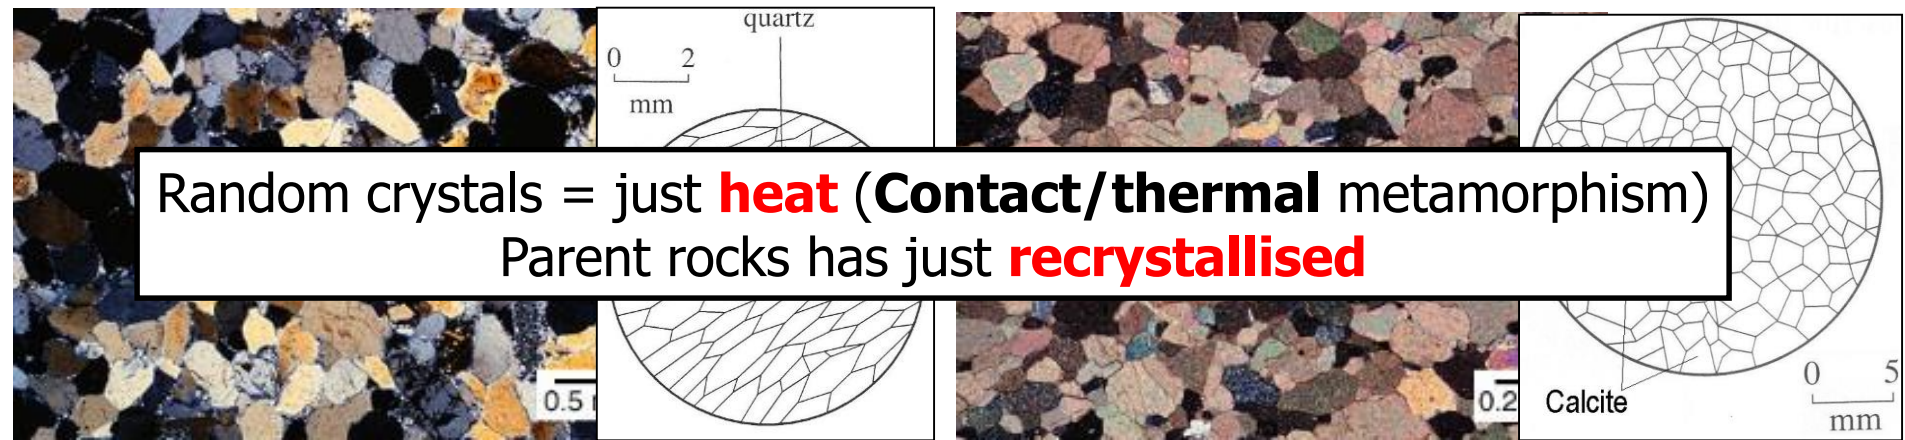 quartz
0 2
mm
Random crystals = just heat (Contact/thermal metamorphism)
Parent rocks has just recrystallised
0.5
0.2
Calcite
0 5
mm